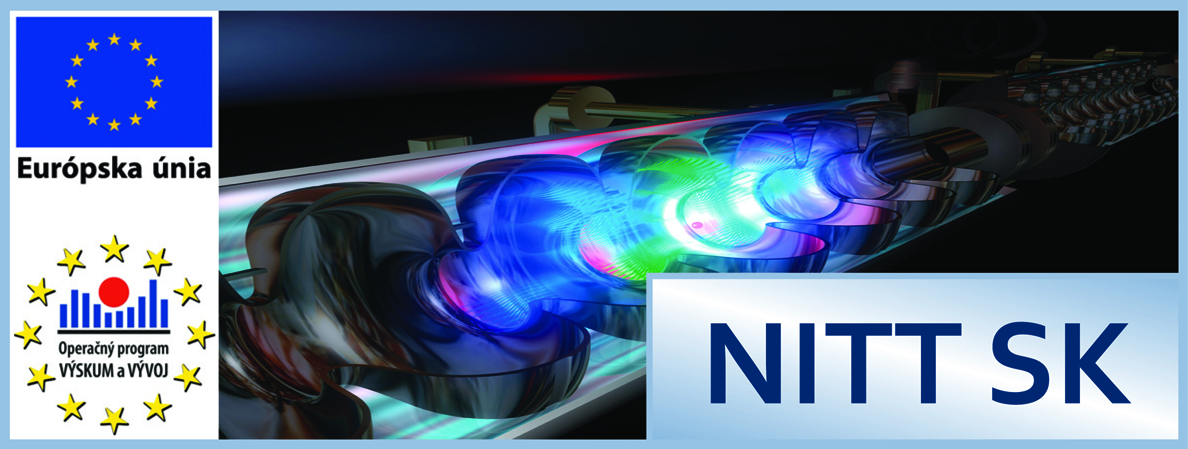 Európska únia
Operačný program
VÝSKUM a VÝVOJ
NITT SK